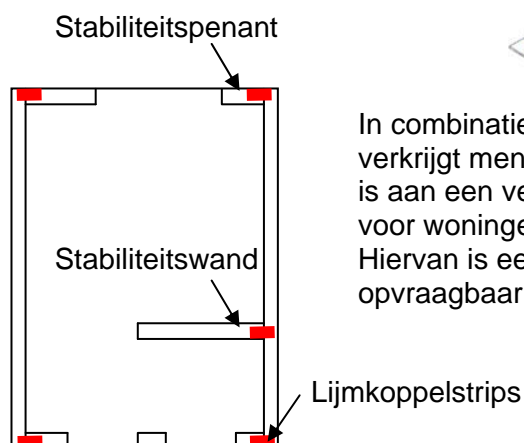 Stabiliteitspenant
In combinatie
verkrijgt men
is aan een ve
voor woninge
Hiervan is ee
opvraagbaar
Stabiliteitswand
Lijmkoppelstrips